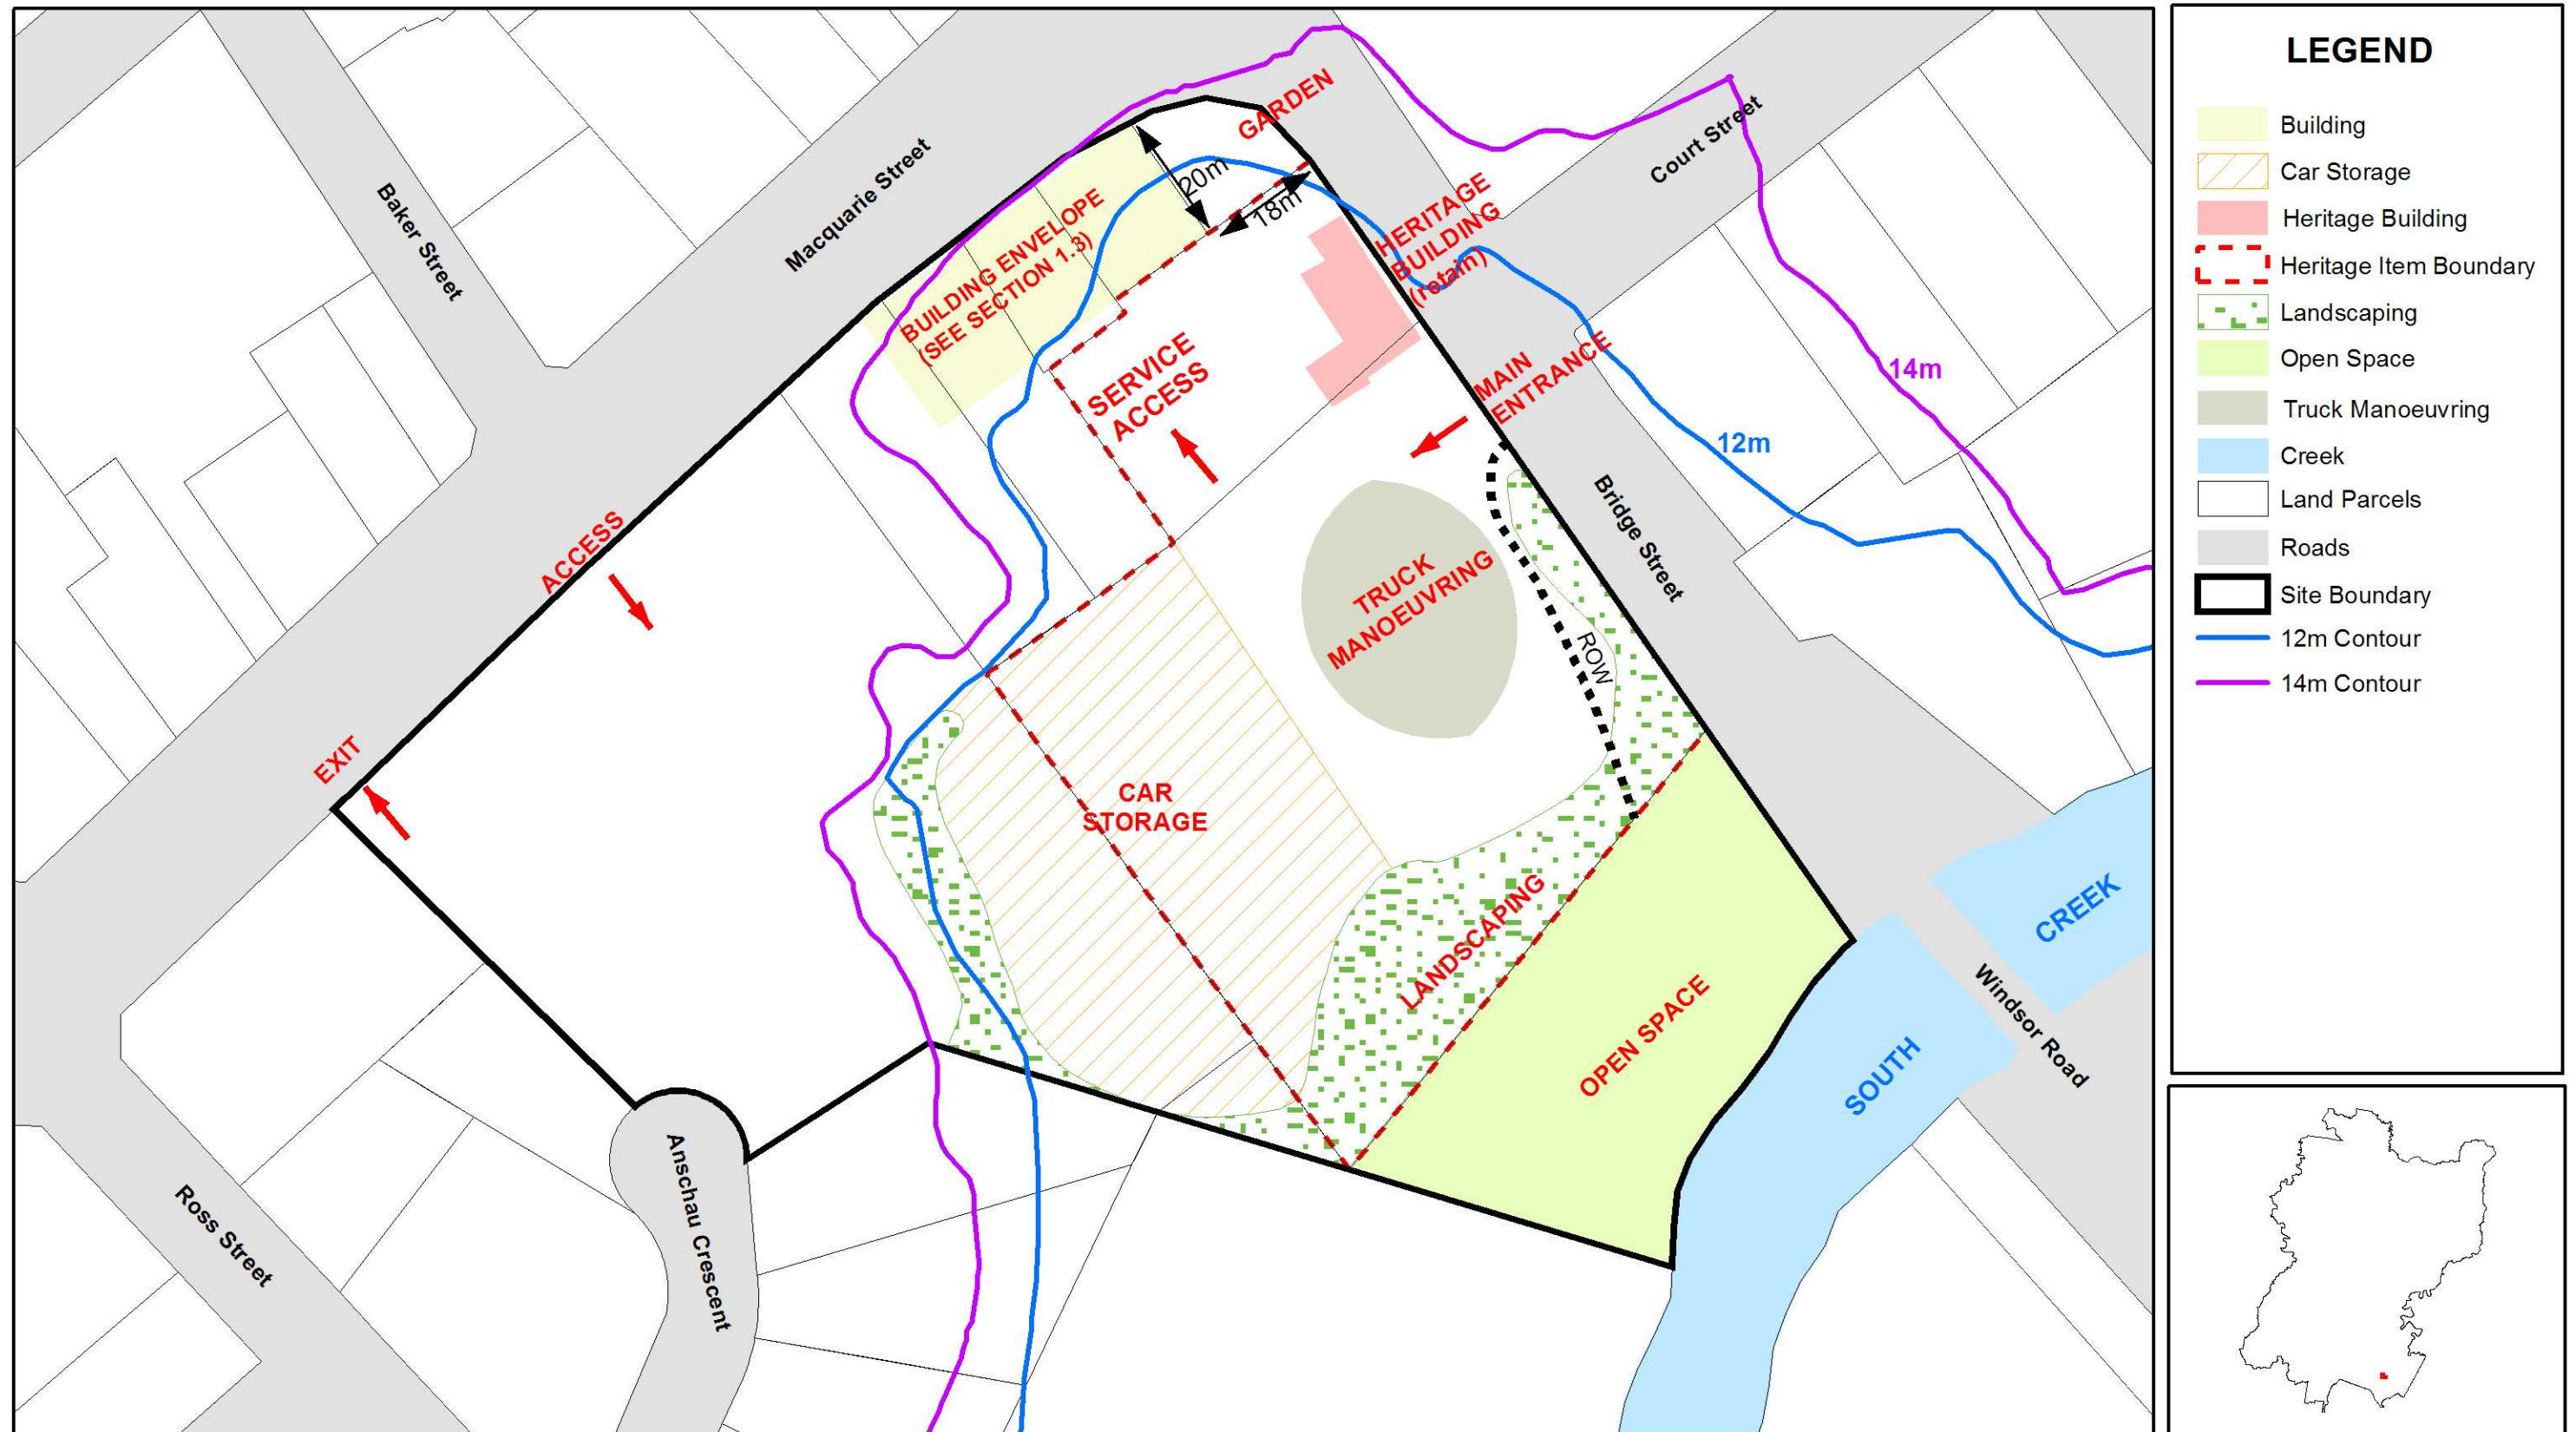 Baker Street
Macquarie Street
GARDEN
20m
18m
BUILDING ENVELOPE
(SEE SECTION 1.3)
HERITAGE
BUILDING
(retain)
Court Street
SERVICE
ACCESS
MAIN
ENTRANCE
14m
12m
Bridge Street
ACCESS
TRUCK
MANOEUVRING
ROW
EXIT
CAR
STORAGE
LANDSCAPING
OPEN SPACE
CREEK
SOUTH
Windsor Road
Anschau Crescent
Ross Street
LEGEND
Building
Car Storage
Heritage Building
Heritage Item Boundary
Landscaping
Open Space
Truck Manoeuvring
Creek
Land Parcels
Roads
Site Boundary
12m Contour
14m Contour